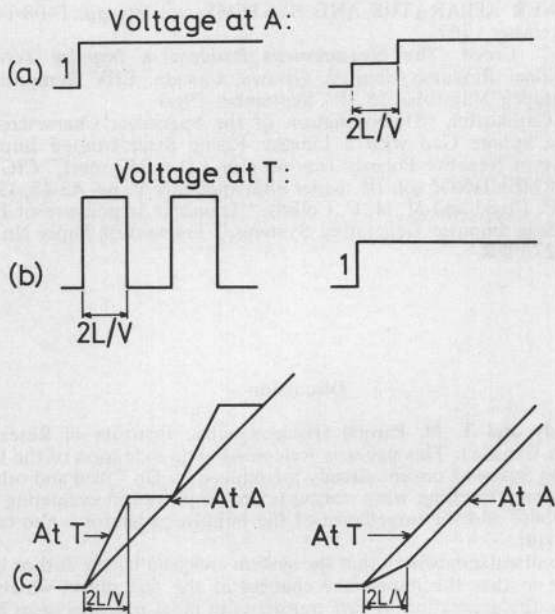 Voltage at A:
(a) 1
2L/V
Voltage at T:
(b) 1
2L/V
At A
At A
At T
At T
(c)
2L/V
2L/V